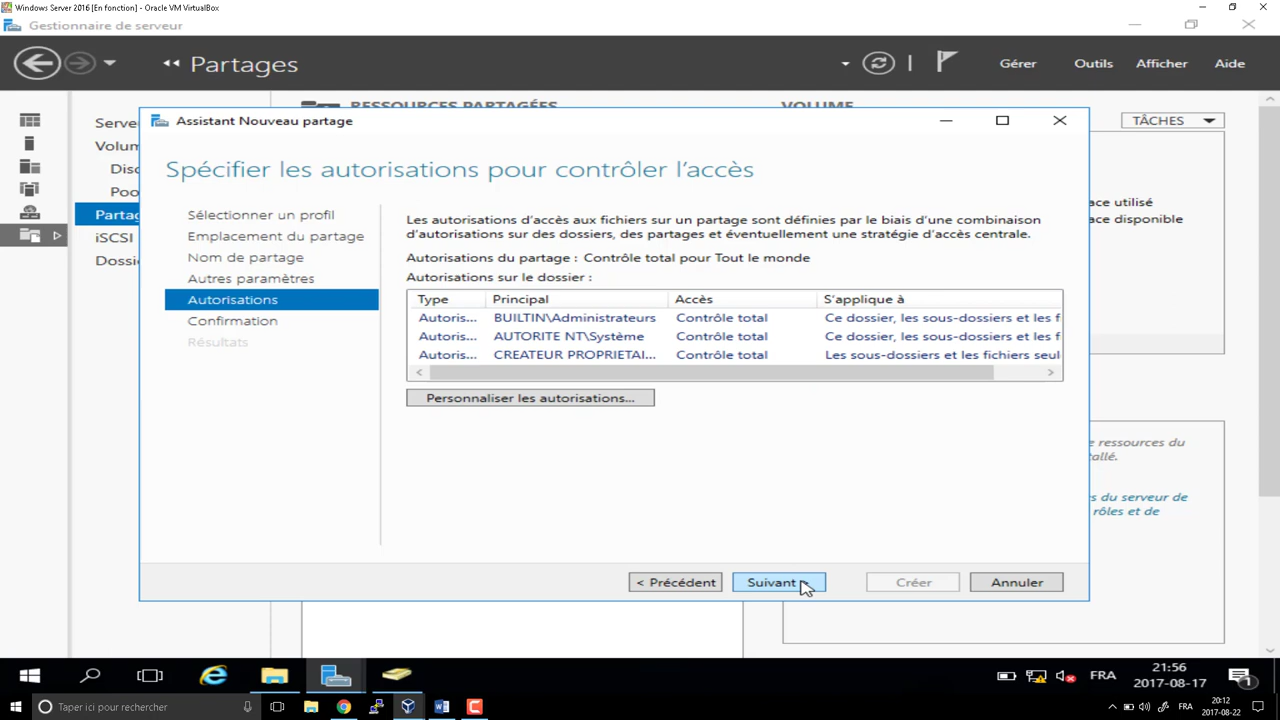 Windows Server 2016 [En fonction] - Oracle VM VirtualBox
Gestionnaire de serveur
Partages
Gérer Outils Afficher Aide
RESSOURCES PARTAGÉES
VOLUME
TÂCHES
Assistant Nouveau partage
Spécifier les autorisations pour contrôler l'accès
Serve
Volum
Disc
Poo
Partag
iSCSI
Dossi
Sélectionner un profil
Emplacement du partage
Nom de partage
Autres paramètres
Autorisations
Confirmation
Résultats
Les autorisations d'accès aux fichiers sur un partage sont définies par le biais d'une combinaison
d'autorisations sur des dossiers, des partages et éventuellement une stratégie d'accès centrale.
Autorisations du partage : Contrôle total pour Tout le monde
Autorisations sur le dossier :
Type Principal Accès S'applique à
Autoris... BUILTIN\Administrateurs Contrôle total Ce dossier, les sous-dossiers et les f
Autoris... AUTORITE NT\Système Contrôle total Ce dossier, les sous-dossiers et les f
Autoris... CREATEUR PROPRIETAI... Contrôle total Les sous-dossiers et les fichiers seul
Personnaliser les autorisations...
ace utilisé
ace disponible
e ressources du
allé.
s du serveur de
rôles et de
< Précédent Suivant Créer Annuler
FRA
21:56
2017-08-17
1
Taper ici pour rechercher
FRA
20:12
2017-08-22